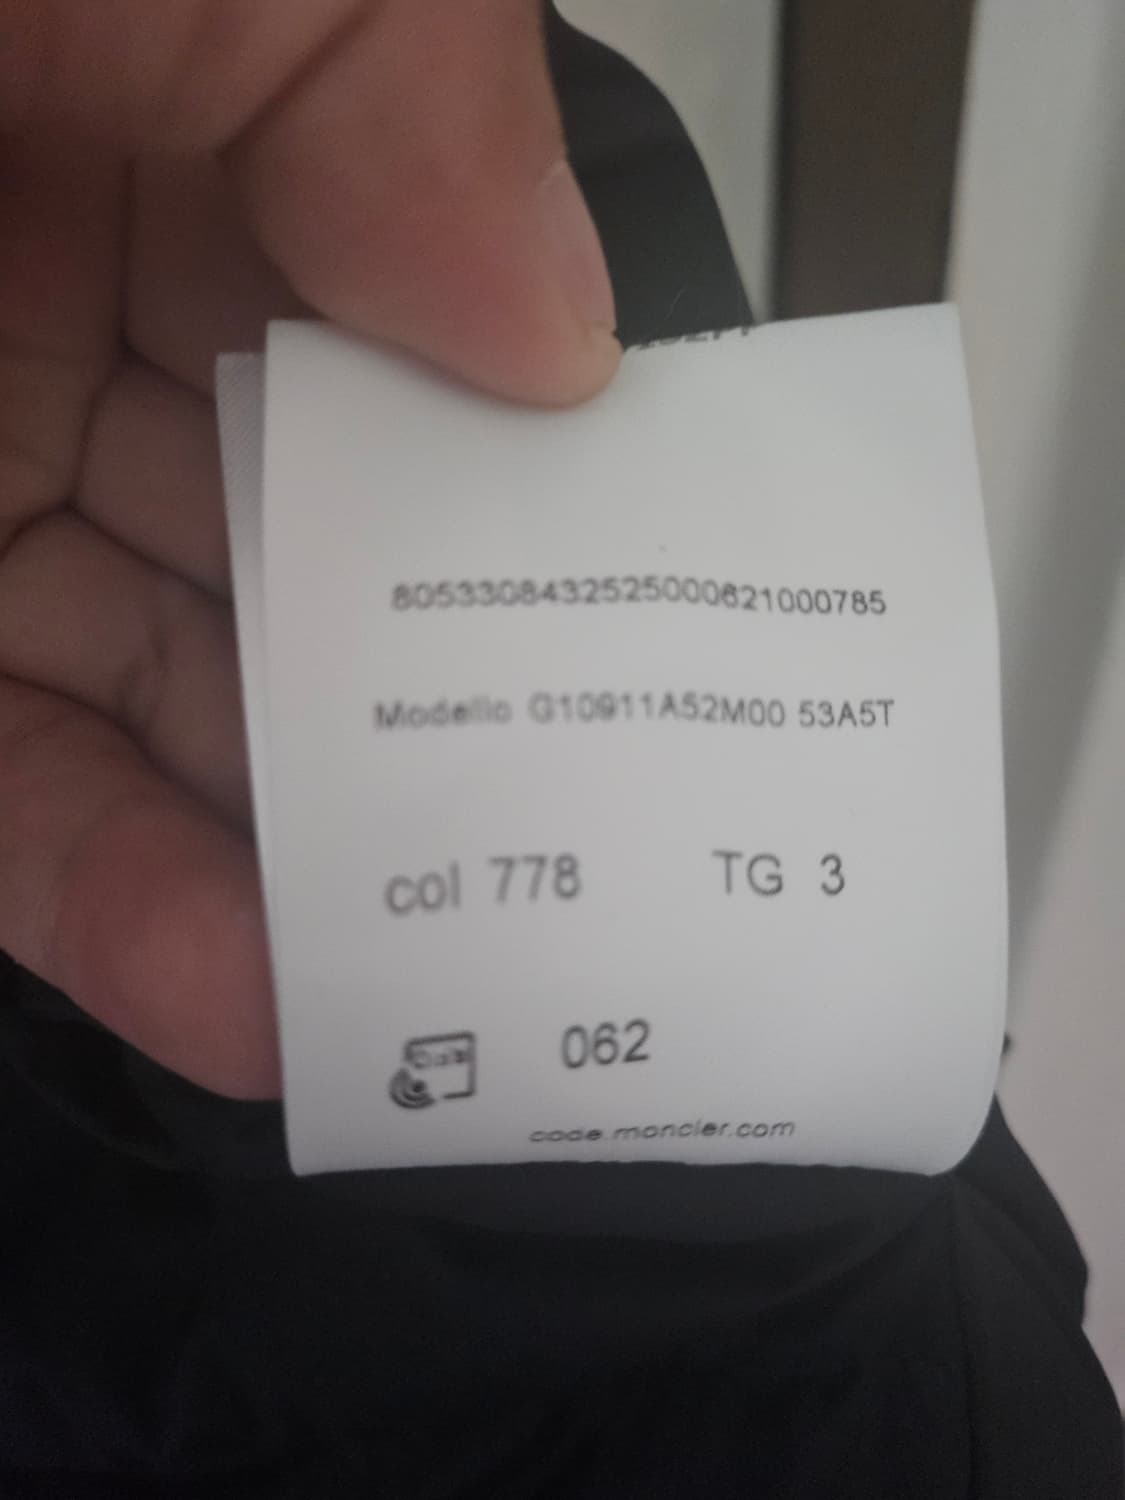 8053308432525000621000785
Modello G10911A52M00 53A5T
col 778 TG 3
062
code.moncler.com